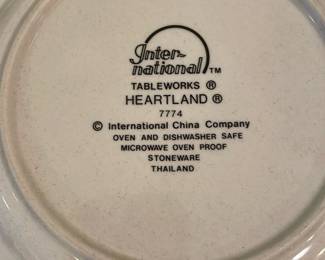 Inter-
national ™
TABLEWORKS ®
HEARTLAND ®
7774
© International China Company
OVEN AND DISHWASHER SAFE
MICROWAVE OVEN PROOF
STONEWARE
THAILAND